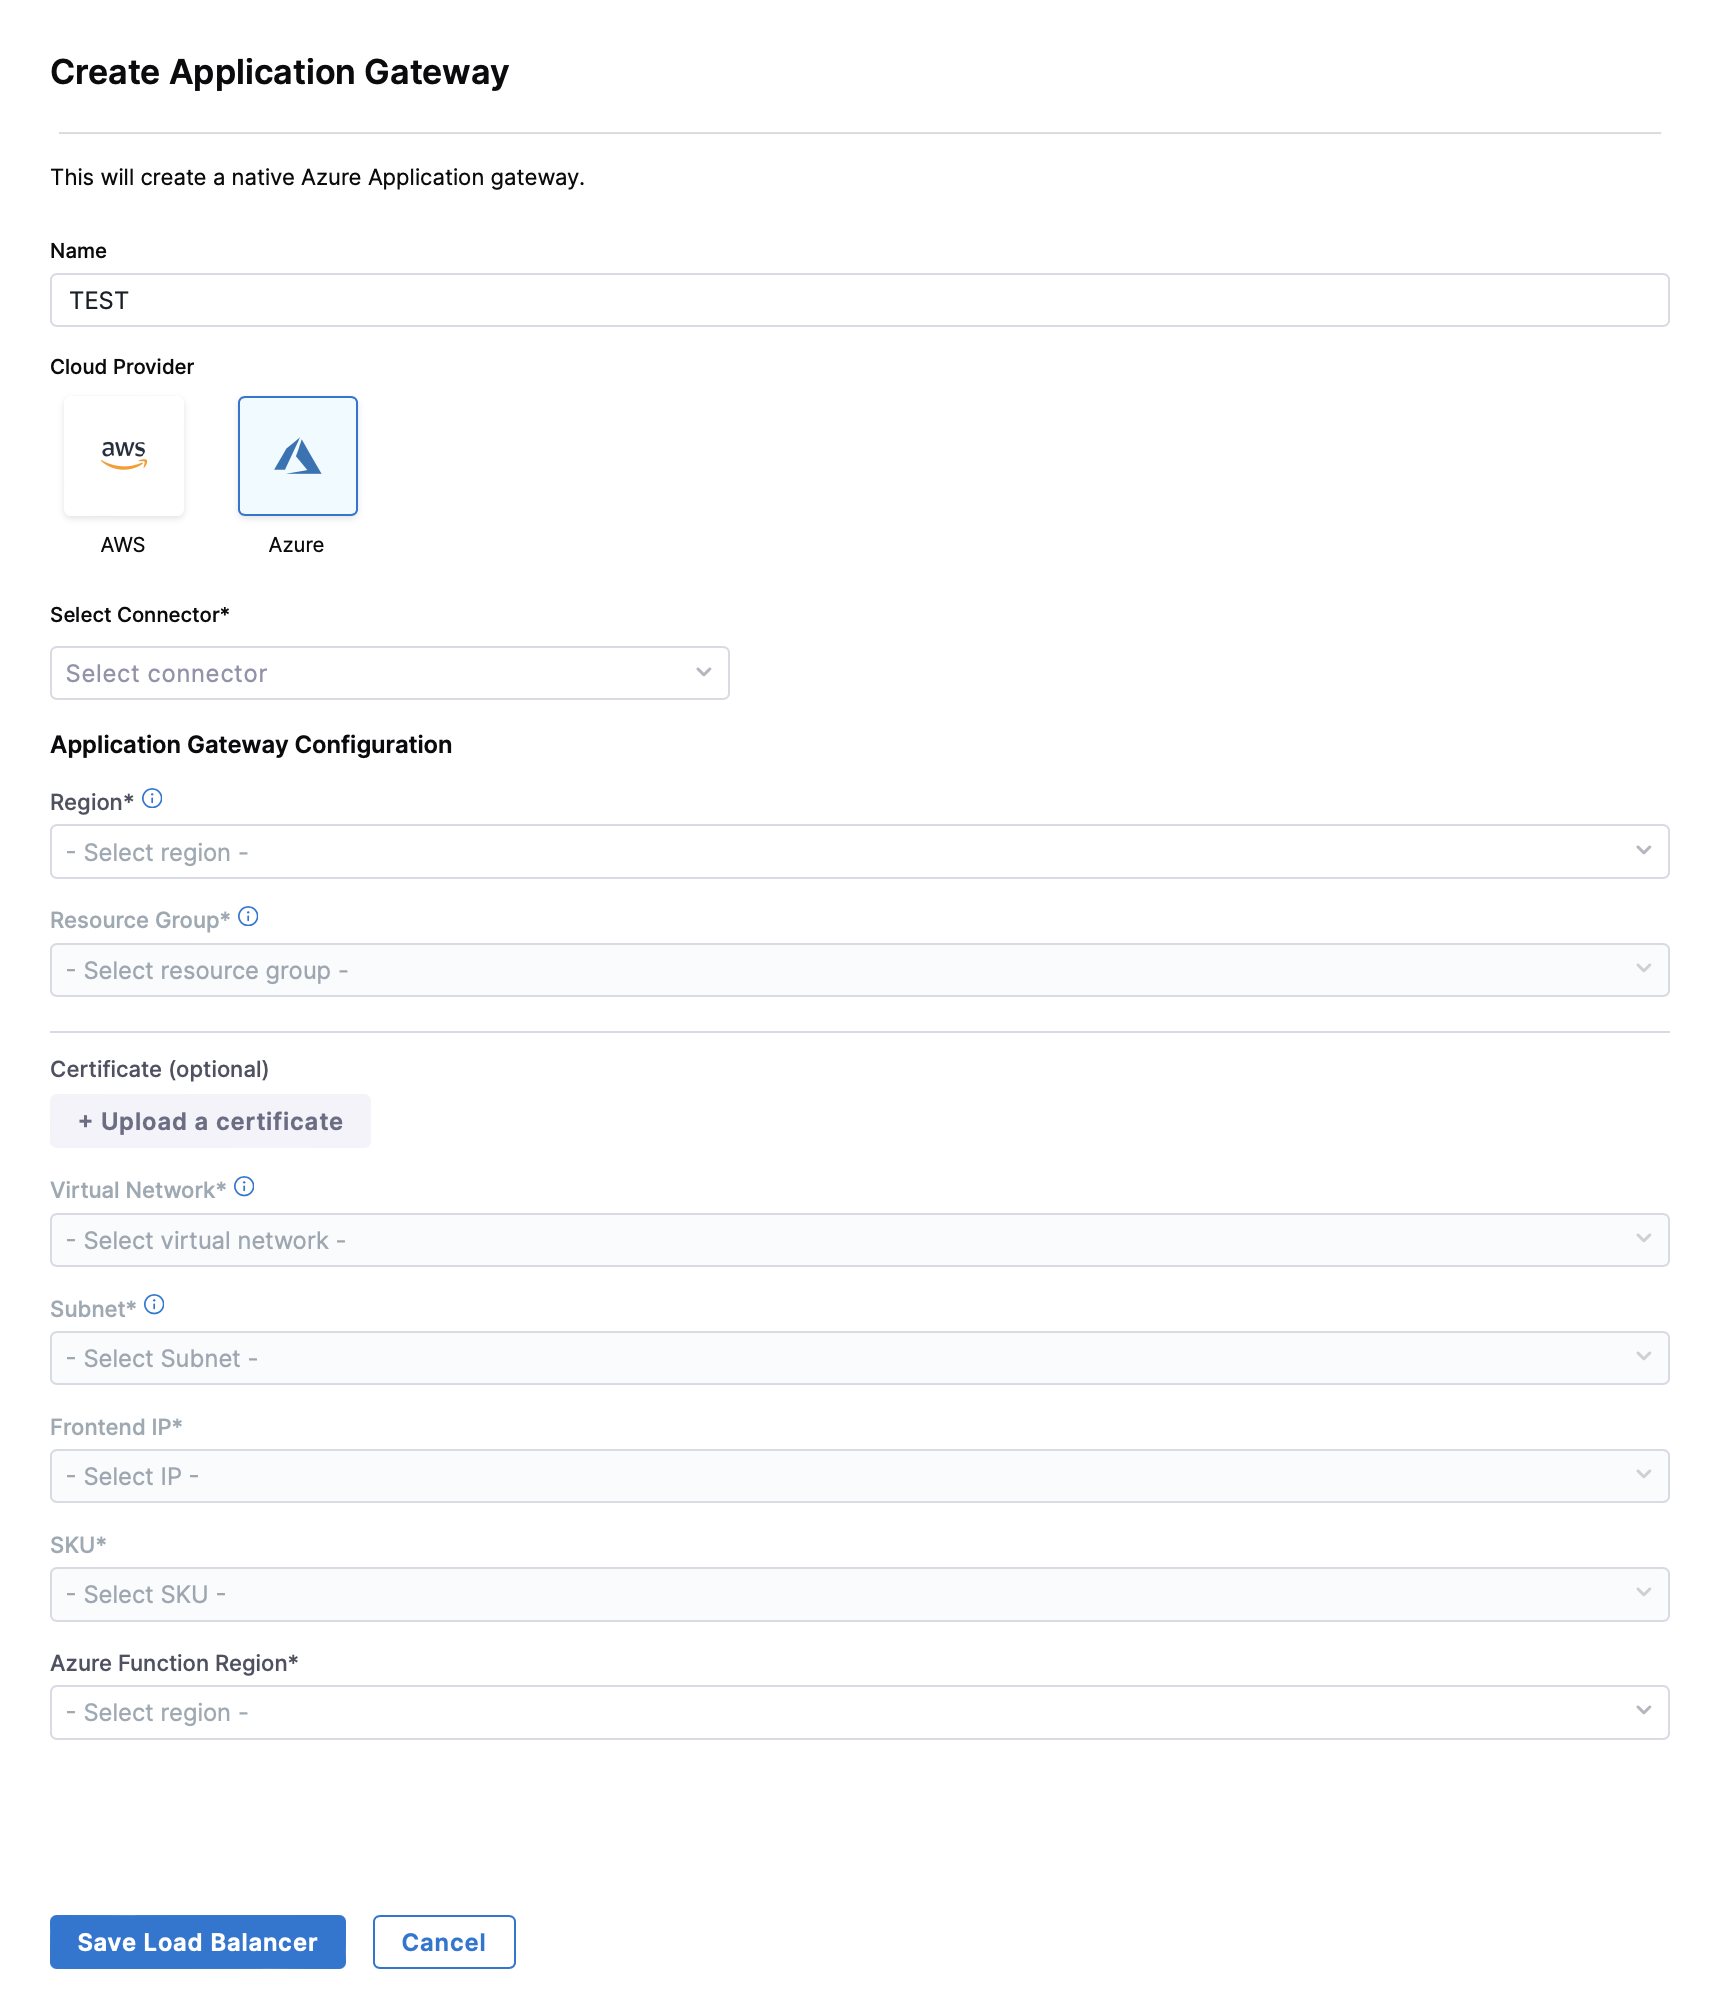 Create Application Gateway
This will create a native Azure Application gateway.
Name
TEST
Cloud Provider
aws
AWS
Azure
Select Connector*
Select connector
Application Gateway Configuration
Region*
- Select region -
Resource Group*
- Select resource group -
Certificate (optional)
+ Upload a certificate
Virtual Network*
- Select virtual network -
Subnet*
- Select Subnet -
Frontend IP*
- Select IP -
SKU*
- Select SKU -
Azure Function Region*
- Select region -
Save Load Balancer
Cancel